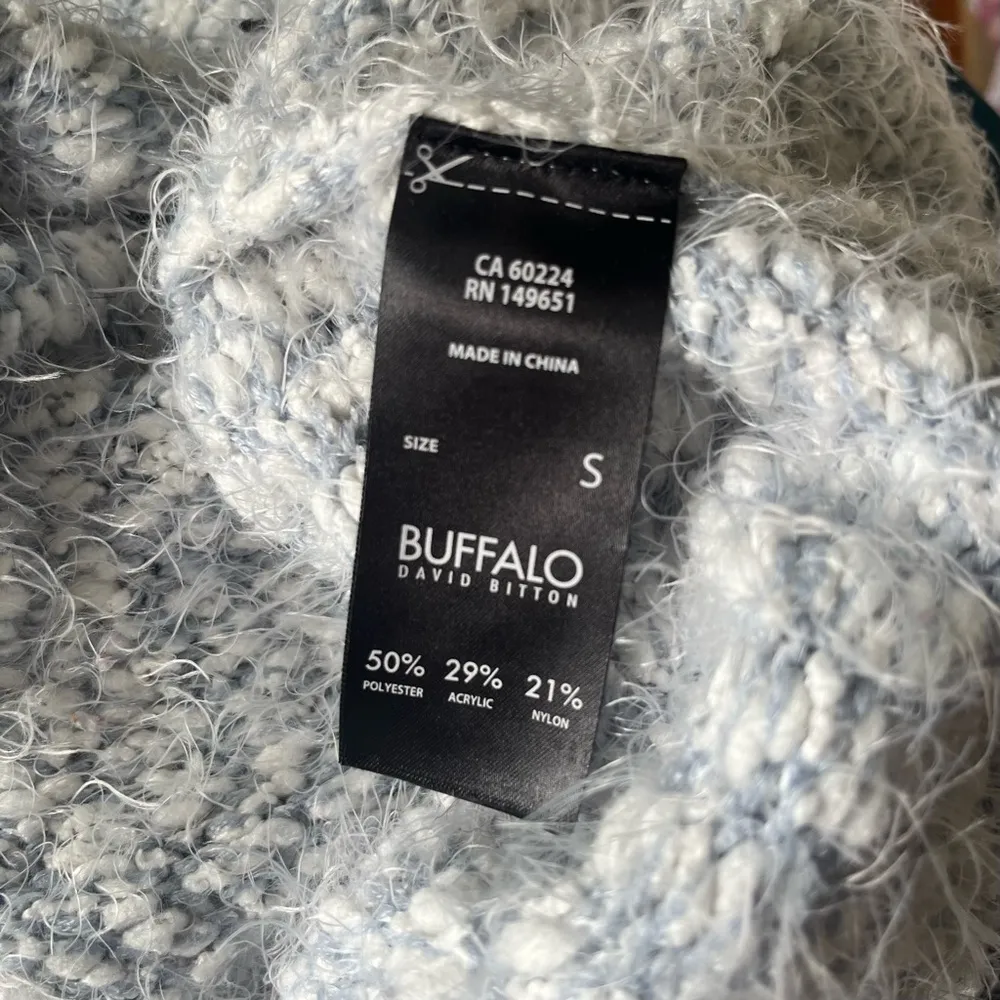 CA 60224
RN 149651
MADE IN CHINA
SIZE S
BUFFALO
DAVID BITTON
50% 29% 21%
POLYESTER ACRYLIC NYLON